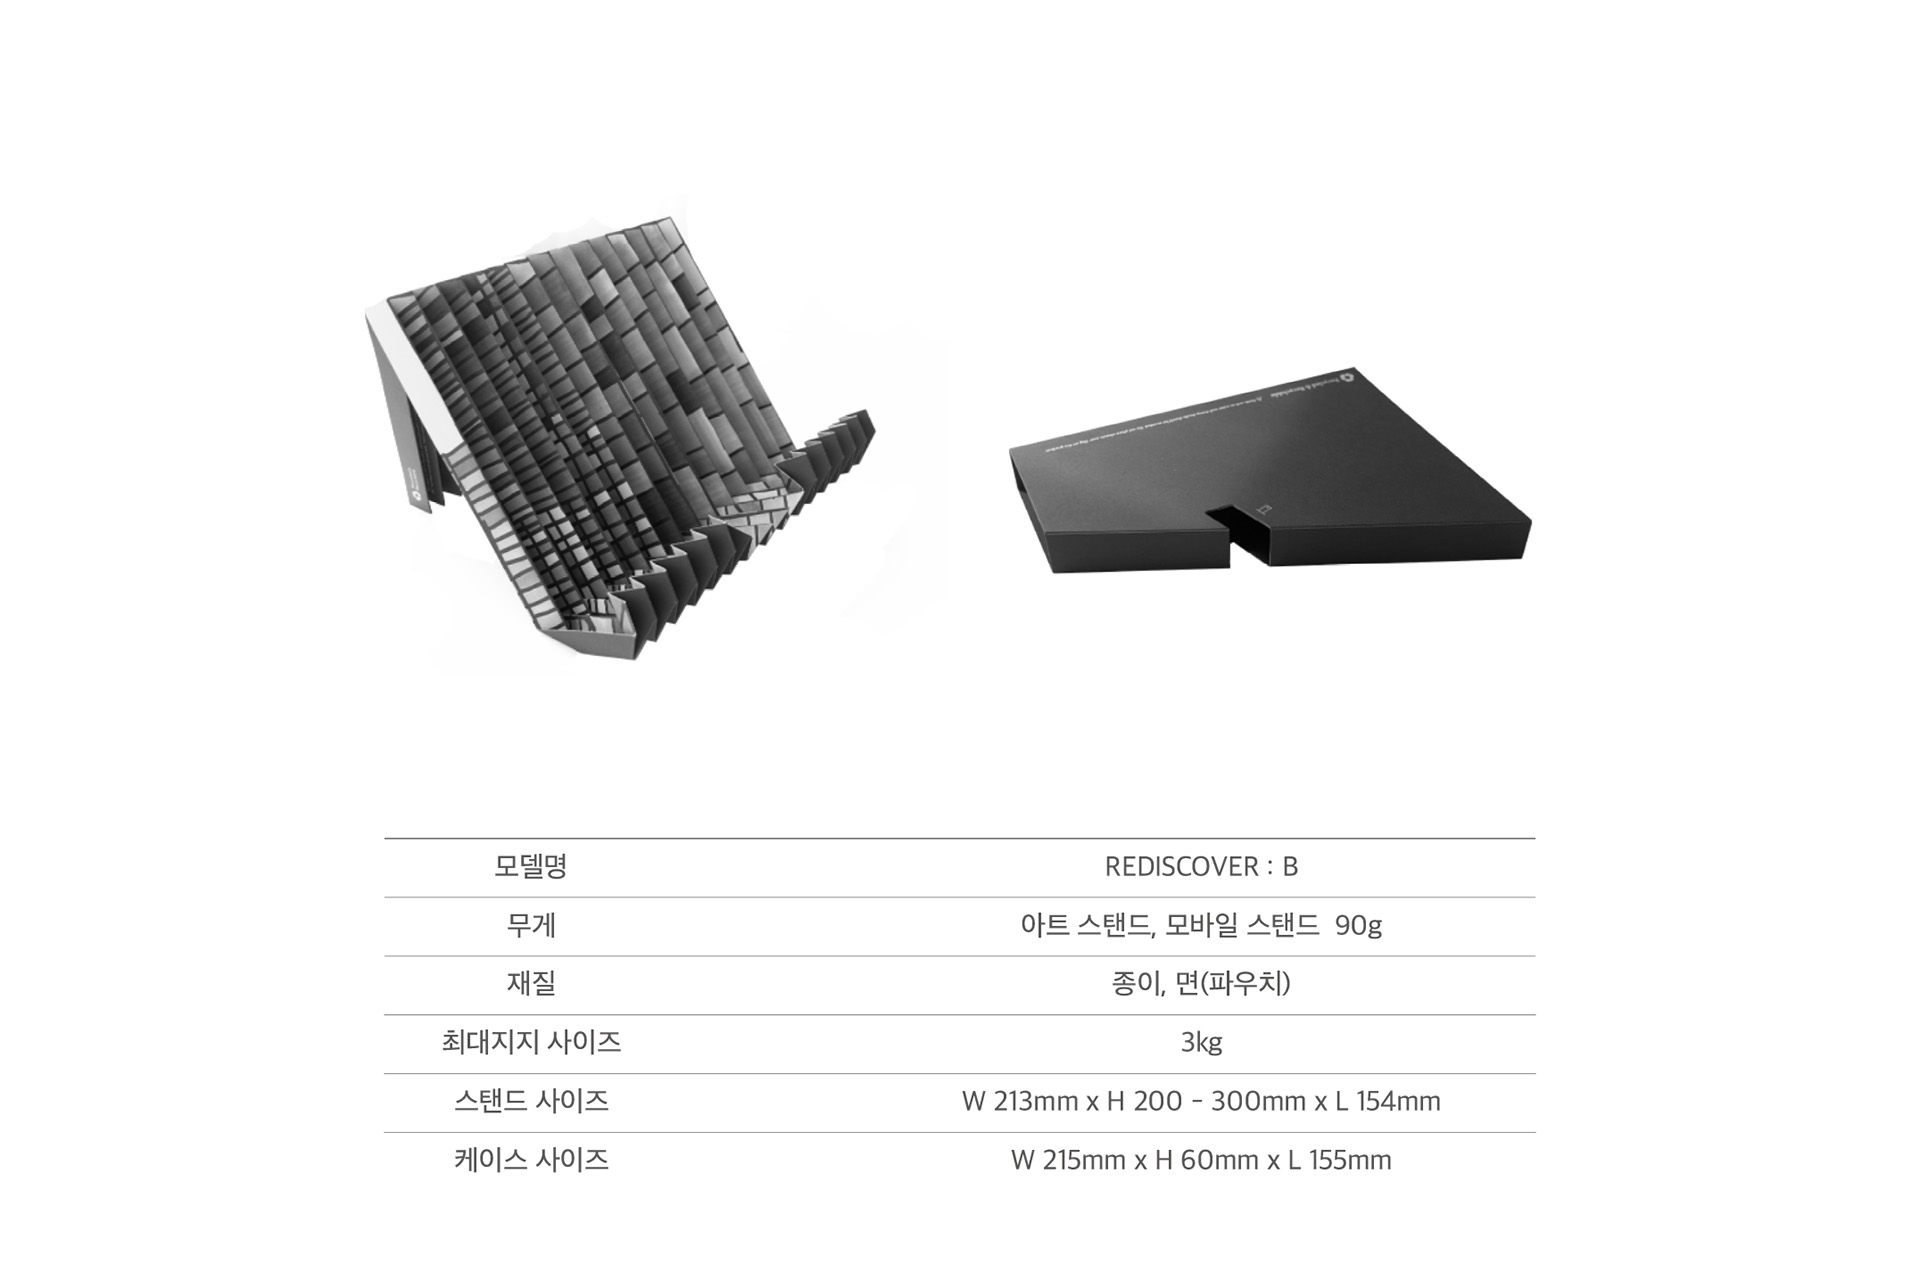 Recycled & Recyclable
모델명 REDISCOVER : B
무게 아트 스탠드, 모바일 스탠드 90g
재질 종이, 면(파우치)
최대지지 사이즈 3kg
스탠드 사이즈 W 213mm x H 200 - 300mm x L 154mm
케이스 사이즈 W 215mm x H 60mm x L 155mm